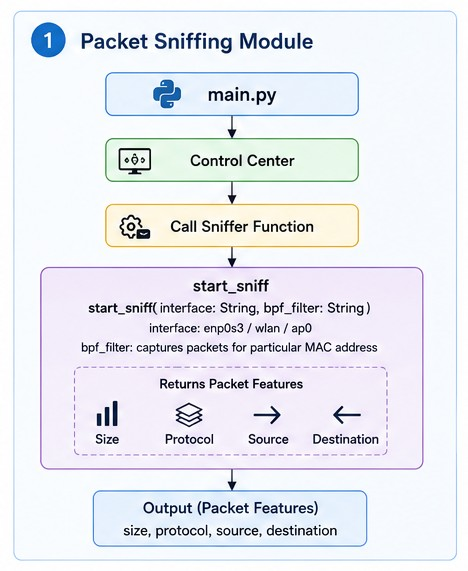 1 Packet Sniffing Module
main.py
Control Center
Call Sniffer Function
start_sniff
start_sniff( interface: String, bpf_filter: String )
interface: enp0s3 / wlan / ap0
bpf_filter: captures packets for particular MAC address
Returns Packet Features
Size Protocol Source Destination
Output (Packet Features)
size, protocol, source, destination